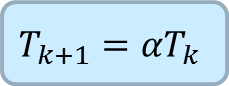 T_{k+1} = αT_k